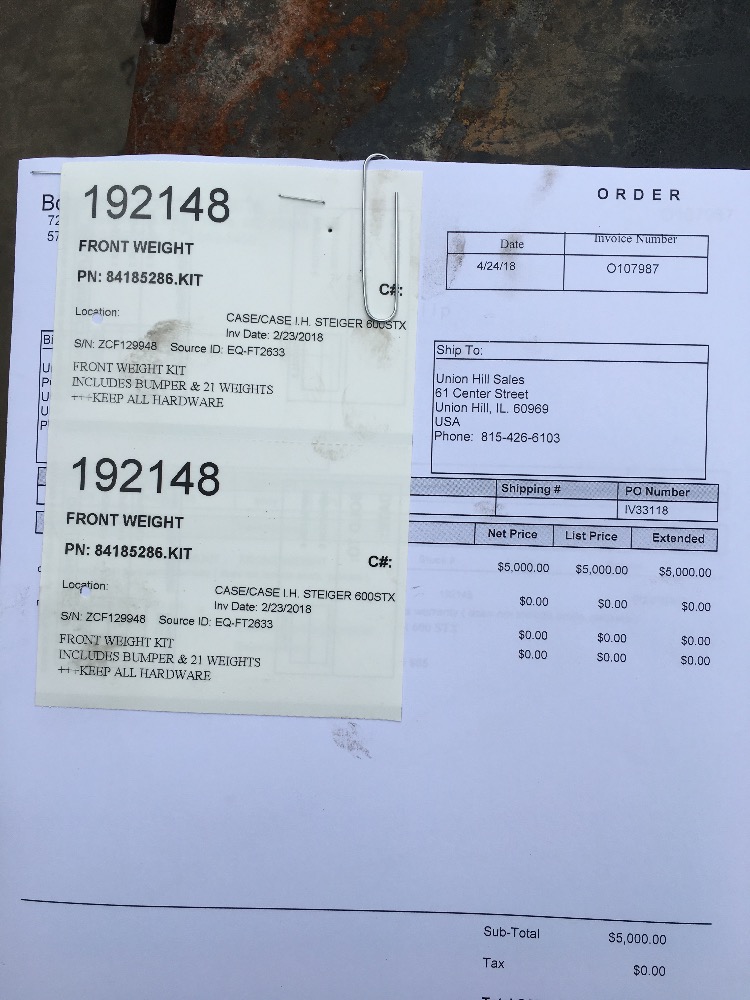 192148
FRONT WEIGHT
PN: 84185286.KIT
C#:
Location:
CASE/CASE I.H. STEIGER 600STX
Inv Date: 2/23/2018
S/N: ZCF129948 Source ID: EQ-FT2633
FRONT WEIGHT KIT
INCLUDES BUMPER & 21 WEIGHTS
+++KEEP ALL HARDWARE
192148
FRONT WEIGHT
PN: 84185286.KIT
C#:
Location:
CASE/CASE I.H. STEIGER 600STX
Inv Date: 2/23/2018
S/N: ZCF129948 Source ID: EQ-FT2633
FRONT WEIGHT KIT
INCLUDES BUMPER & 21 WEIGHTS
+++KEEP ALL HARDWARE
ORDER
Date Invoice Number
4/24/18 O107987
Ship To:
Union Hill Sales
61 Center Street
Union Hill, IL. 60969
USA
Phone: 815-426-6103
Shipping # PO Number
IV33118
Net Price List Price Extended
$5,000.00 $5,000.00 $5,000.00
$0.00 $0.00 $0.00
$0.00 $0.00 $0.00
$0.00 $0.00 $0.00
Sub-Total $5,000.00
Tax $0.00